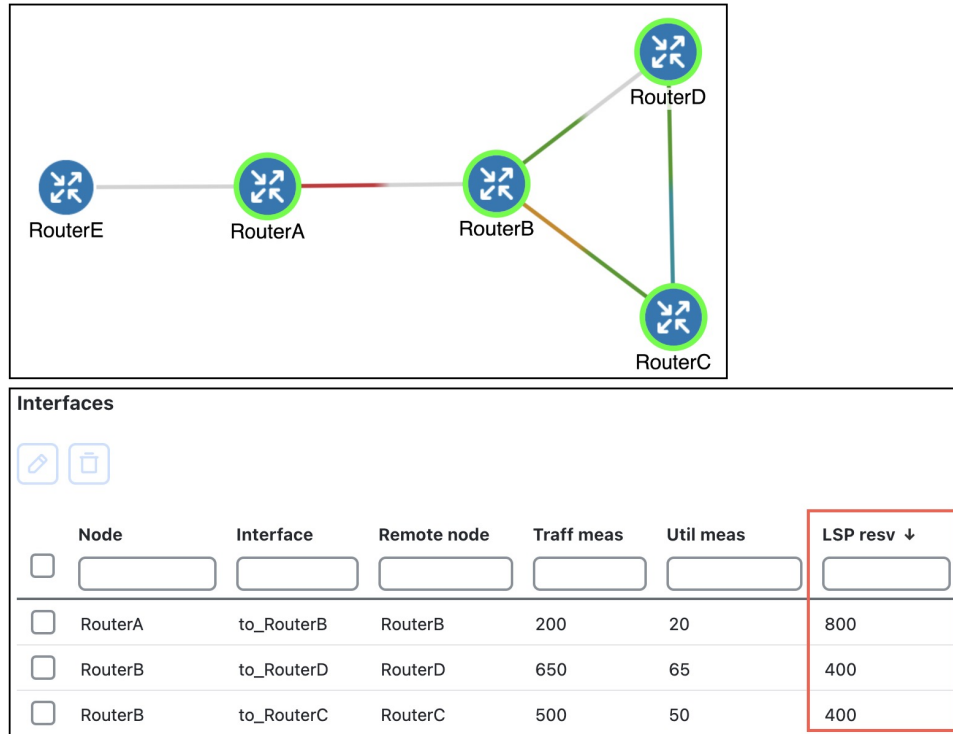 RouterD
RouterE
RouterA
RouterB
RouterC
Interfaces
Node Interface Remote node Traff meas Util meas LSP resv ↓
RouterA to_RouterB RouterB 200 20 800
RouterB to_RouterD RouterD 650 65 400
RouterB to_RouterC RouterC 500 50 400